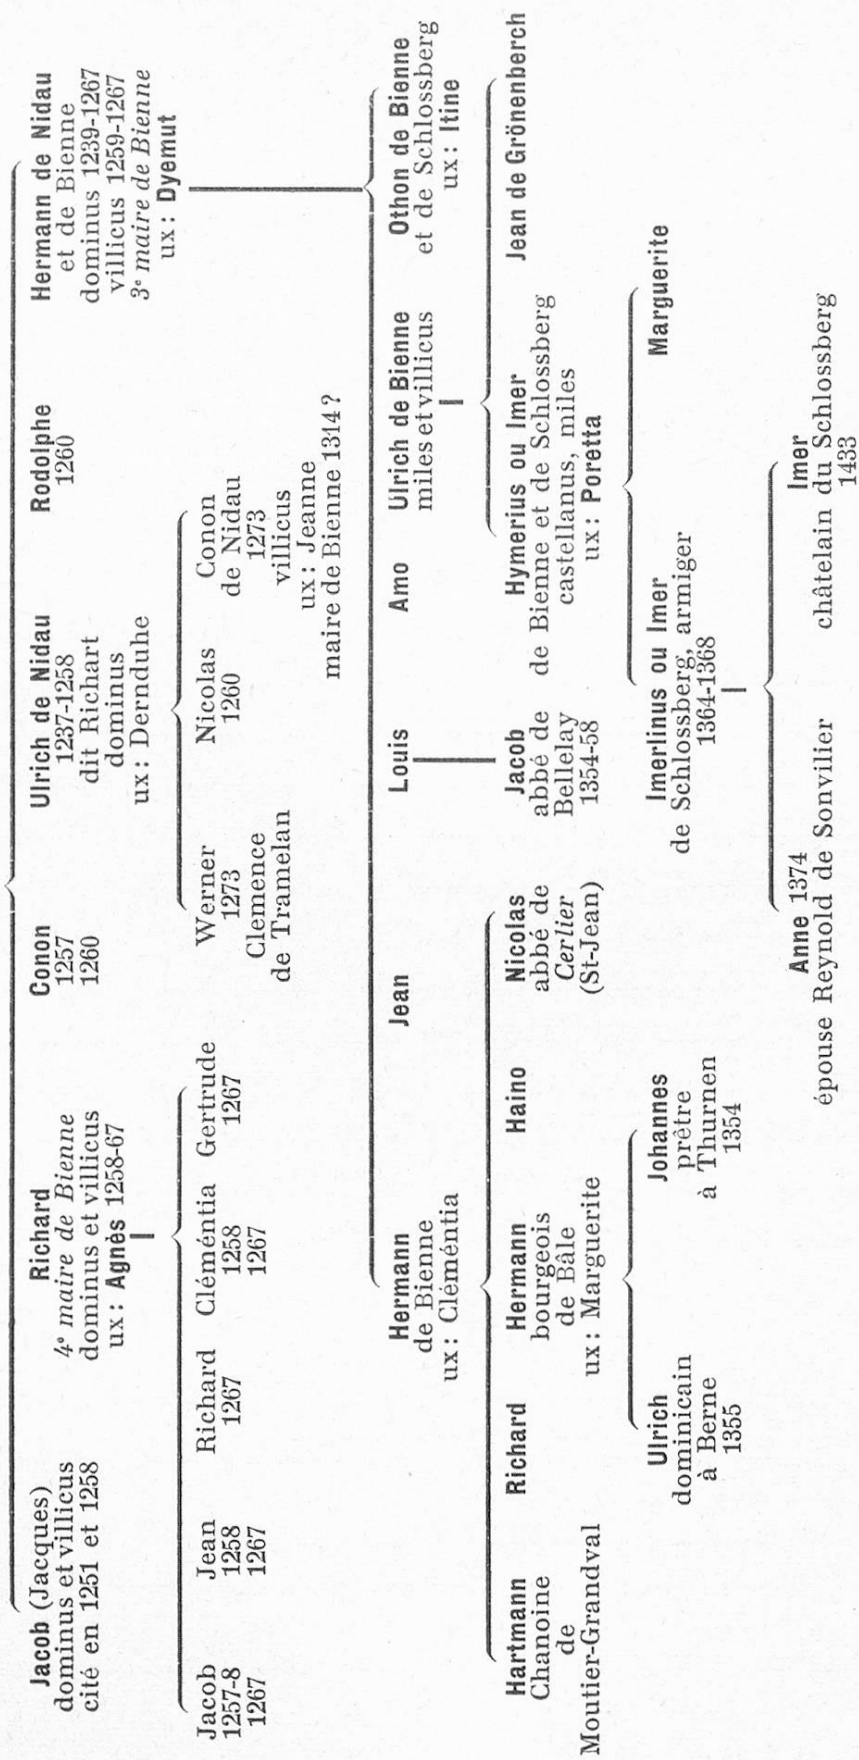 Jacob (Jacques)
dominus et villicus
cité en 1251 et 1258
Richard
4e maire de Bienne
dominus et villicus
ux : Agnès 1258-67
Conon
1257
1260
Ulrich de Nidau
1237-1258
dit Richart
dominus
ux : Dernduhe
Rodolphe
1260
Hermann de Nidau
et de Bienne
dominus 1239-1267
villicus 1259-1267
3e maire de Bienne
ux : Dyemut
Jacob
1257-8
1267
Jean
1258
1267
Richard
1267
Cléméntia
1258
1267
Gertrude
1267
Werner
1273
Clemence
de Tramelan
Nicolas
1260
Conon
de Nidau
1273
villicus
ux : Jeanne
maire de Bienne 1314 ?
Hermann
de Bienne
ux : Cléméntia
Jean
Louis
Amo
Ulrich de Bienne
miles et villicus
Othon de Bienne
et de Schlossberg
ux : Itine
Hartmann
Chanoine
de
Moutier-Grandval
Richard
Hermann
bourgeois
de Bâle
ux : Marguerite
Haino
Nicolas
abbé de
Cerlier
(St-Jean)
Jacob
abbé de
Bellelay
1354-58
Hymerius ou Imer
de Bienne et de Schlossberg
castellanus, miles
ux : Poretta
Jean de Grönenberch
Ulrich
dominicain
à Berne
1355
Johannes
prêtre
à Thurnen
1354
Imerlinus ou Imer
de Schlossberg, armiger
1364-1368
Marguerite
Anne 1374
épouse Reynold de Sonvilier
Imer
châtelain du Schlossberg
1433